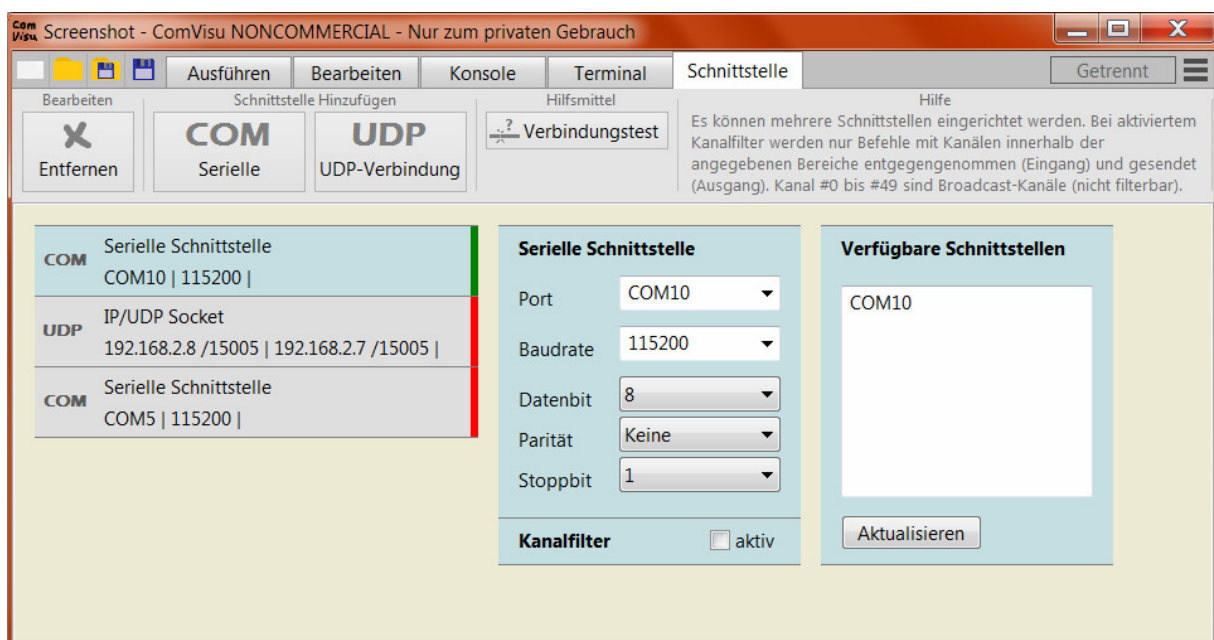 Com
Visu
Screenshot - ComVisu NONCOMMERCIAL - Nur zum privaten Gebrauch
X
Ausführen
Bearbeiten
Konsole
Terminal
Schnittstelle
Getrennt
Bearbeiten
Schnittstelle Hinzufügen
Hilfsmittel
Hilfe
Entfernen
COM
Serielle
UDP
UDP-Verbindung
? Verbindungstest
Es können mehrere Schnittstellen eingerichtet werden. Bei aktiviertem
Kanalfilter werden nur Befehle mit Kanälen innerhalb der
angegebenen Bereiche entgegengenommen (Eingang) und gesendet
(Ausgang). Kanal #0 bis #49 sind Broadcast-Kanäle (nicht filterbar).
COM
Serielle Schnittstelle
COM10 | 115200 |
UDP
IP/UDP Socket
192.168.2.8 /15005 | 192.168.2.7 /15005 |
COM
Serielle Schnittstelle
COM5 | 115200 |
Serielle Schnittstelle
Port COM10
Baudrate 115200
Datenbit 8
Parität Keine
Stoppbit 1
Kanalfilter aktiv
Verfügbare Schnittstellen
COM10
Aktualisieren